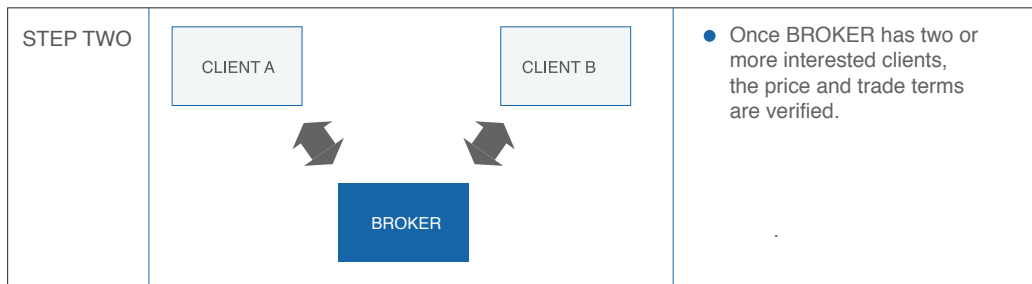 STEP TWO
CLIENT A
CLIENT B
BROKER
● Once BROKER has two or
more interested clients,
the price and trade terms
are verified.
.